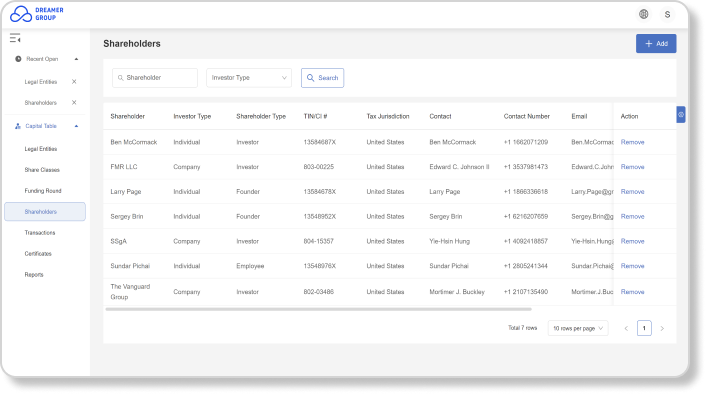 DREAMER
GROUP
S
Recent Open
Legal Entities
Shareholders
Capital Table
Legal Entities
Share Classes
Funding Round
Shareholders
Transactions
Certificates
Reports
Shareholders
+ Add
Shareholder
Investor Type
Search
Shareholder Investor Type Shareholder Type TIN/CI # Tax Jurisdiction Contact Contact Number Email Action
Ben McCormack Individual Investor 13584687X United States Ben McCormack +1 1662071209 Ben.McCormac Remove
FMR LLC Company Investor 803-00225 United States Edward C. Johnson II +1 3537981473 Edward.C.John Remove
Larry Page Individual Founder 13584678X United States Larry Page +1 1866336618 Larry.Page@gr Remove
Sergey Brin Individual Founder 13548952X United States Sergey Brin +1 6216207659 Sergey.Brin@g Remove
SSgA Company Investor 804-15357 United States Yie-Hsin Hung +1 4092418857 Yie-Hsin.Hung Remove
Sundar Pichai Individual Employee 13548976X United States Sundar Pichai +1 2805241344 Sundar.Pichai@ Remove
The Vanguard
Group Company Investor 802-03486 United States Mortimer J. Buckley +1 2107135490 Mortimer.J.Buc Remove
Total 7 rows 10 rows per page 1